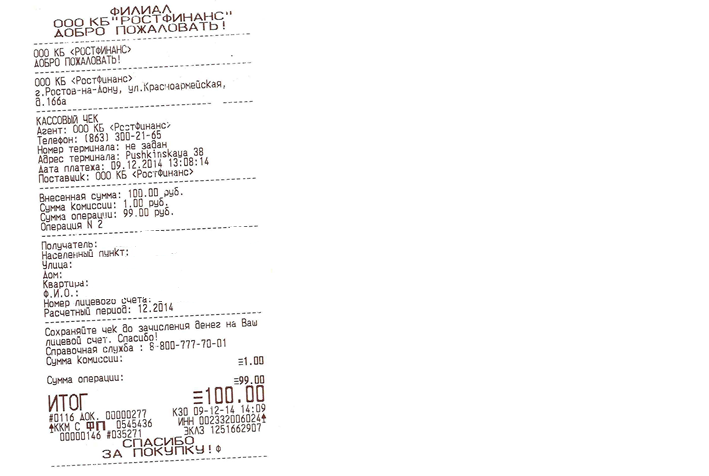 ФИЛИАЛ
ООО КБ"РОСТФИНАНС"
ДОБРО ПОЖАЛОВАТЬ!
ООО КБ <РОСТФИНАНС>
ДОБРО ПОЖАЛОВАТЬ!
ООО КБ <РостФинанс>
г.Ростов-на-Дону, ул.Красноармейская,
д.166а
КАССОВЫЙ ЧЕК
Агент: ООО КБ <РостФинанс>
Телефон: (863) 300-21-65
Номер терминала: не задан
Адрес терминала: Pushkinskaya 38
Дата платежа: 09.12.2014 13:08:14
Поставщик: ООО КБ <РостФинанс>
Внесенная сумма: 100.00 руб.
Сумма комиссии: 1.00 руб.
Сумма операции: 99.00 руб.
Операция N 2
Получатель:
Населенный пункт:
Улица:
Дом:
Квартира:
Ф.И.О.:
Номер лицевого счета:
Расчетный период: 12.2014
Сохраняйте чек до зачисления денег на Ваш
лицевой счет. Спасибо!
Справочная служба : 8-800-777-70-01
Сумма комиссии: ≡1.00
Сумма операции: ≡99.00
ИТОГ ≡100.00
#0116 ДОК. 00000277 КЗО 09-12-14 14:09
ККМ С ФП 0545436 ИНН 002332006024
00000146 #035271 ЭКЛЗ 1251662907
СПАСИБО
ЗА ПОКУПКУ!